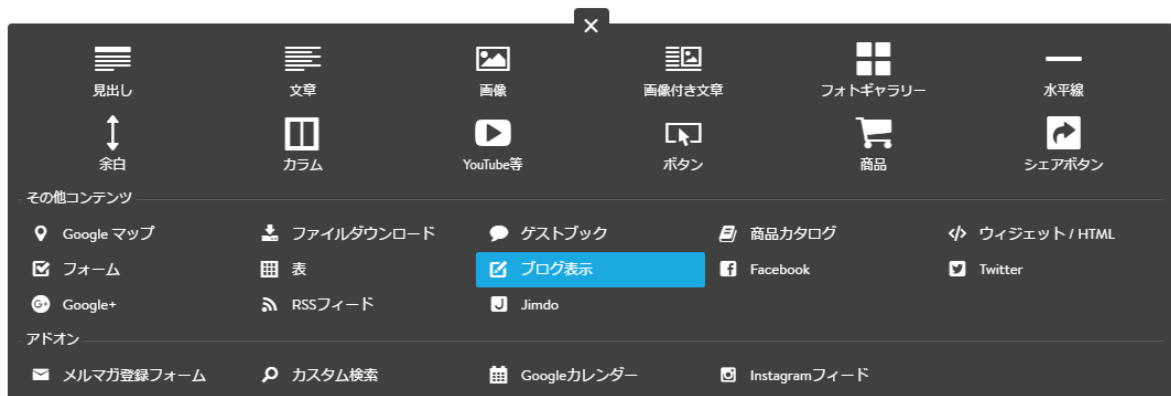 見出し 文章 画像 画像付き文章 フォトギャラリー 水平線
余白 カラム YouTube等 ボタン 商品 シェアボタン
その他コンテンツ
Google マップ ファイルダウンロード ゲストブック 商品カタログ ウィジェット / HTML
フォーム 表 ブログ表示 Facebook Twitter
Google+ RSSフィード Jimdo
アドオン
メルマガ登録フォーム カスタム検索 Googleカレンダー Instagramフィード